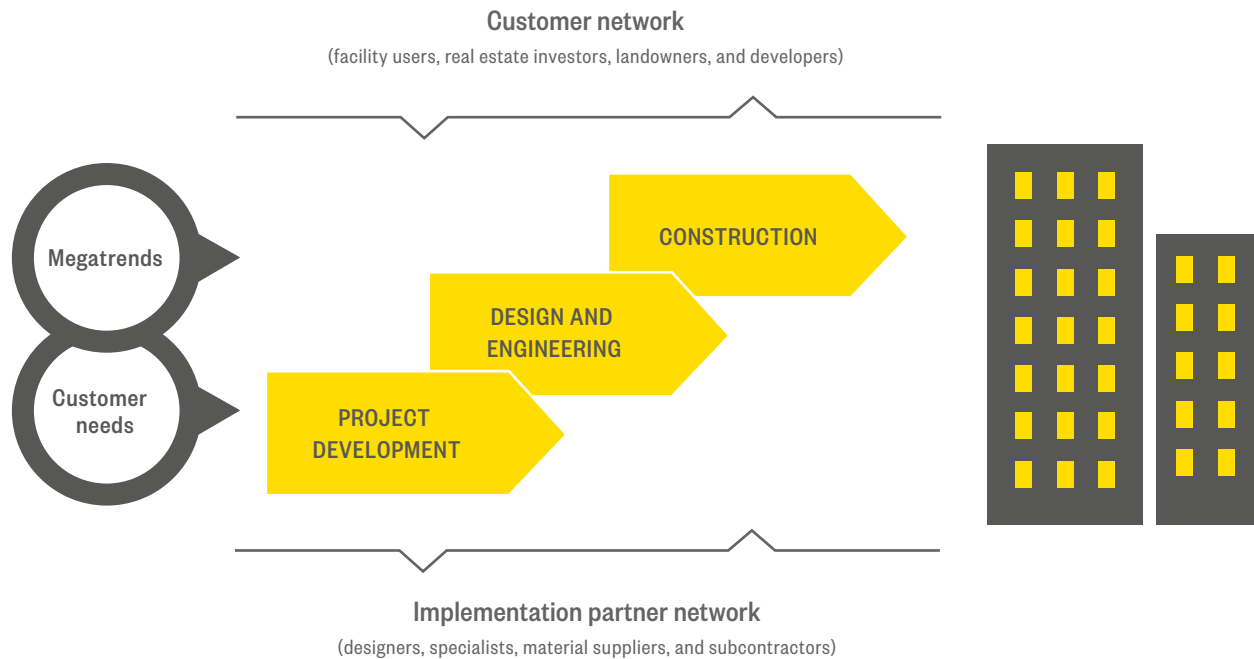 Customer network
(facility users, real estate investors, landowners, and developers)
Megatrends
Customer
needs
CONSTRUCTION
DESIGN AND
ENGINEERING
PROJECT
DEVELOPMENT
Implementation partner network
(designers, specialists, material suppliers, and subcontractors)